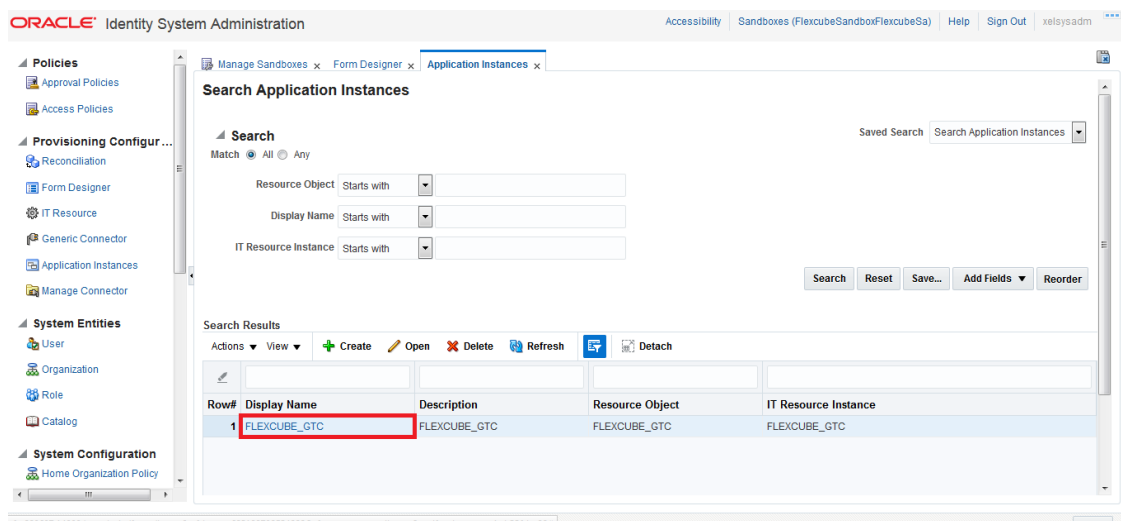 ORACLE® Identity System Administration
Accessibility Sandboxes (FlexcubeSandboxFlexcubeSa) Help Sign Out xelsysadm
Policies
Approval Policies
Access Policies
Provisioning Configur...
Reconciliation
Form Designer
IT Resource
Generic Connector
Application Instances
Manage Connector
System Entities
User
Organization
Role
Catalog
System Configuration
Home Organization Policy
Manage Sandboxes x Form Designer x Application Instances x
Search Application Instances
Search
Saved Search Search Application Instances
Match All Any
Resource Object Starts with
Display Name Starts with
IT Resource Instance Starts with
Search Reset Save... Add Fields Reorder
Search Results
Actions View Create Open Delete Refresh Detach
Row# Display Name Description Resource Object IT Resource Instance
1 FLEXCUBE_GTC FLEXCUBE_GTC FLEXCUBE_GTC FLEXCUBE_GTC